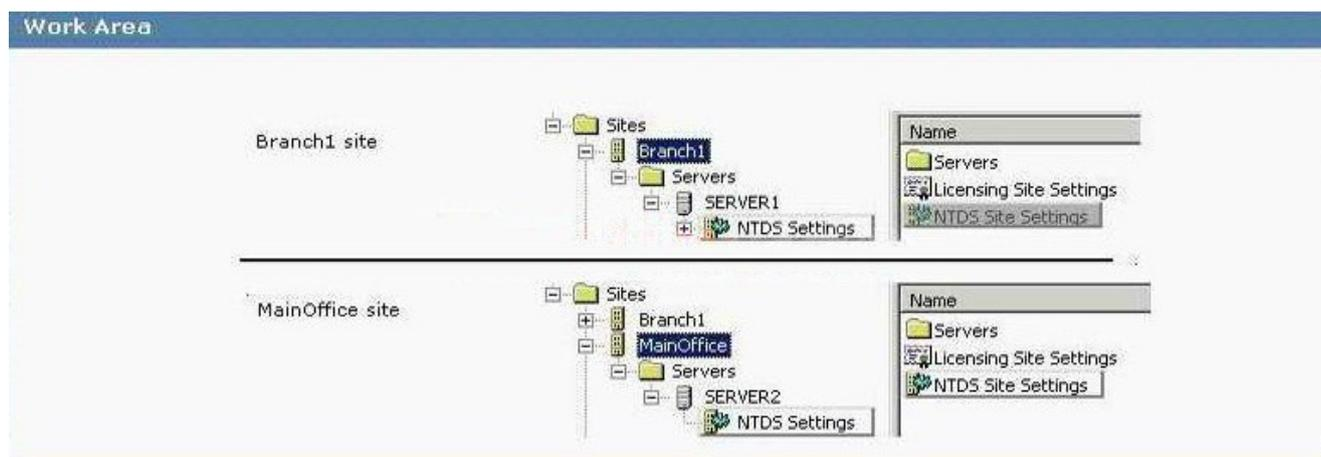 Work Area
Branch1 site
Sites
Branch1
Servers
SERVER1
NTDS Settings
Name
Servers
Licensing Site Settings
NTDS Site Settings
MainOffice site
Sites
Branch1
MainOffice
Servers
SERVER2
NTDS Settings
Name
Servers
Licensing Site Settings
NTDS Site Settings